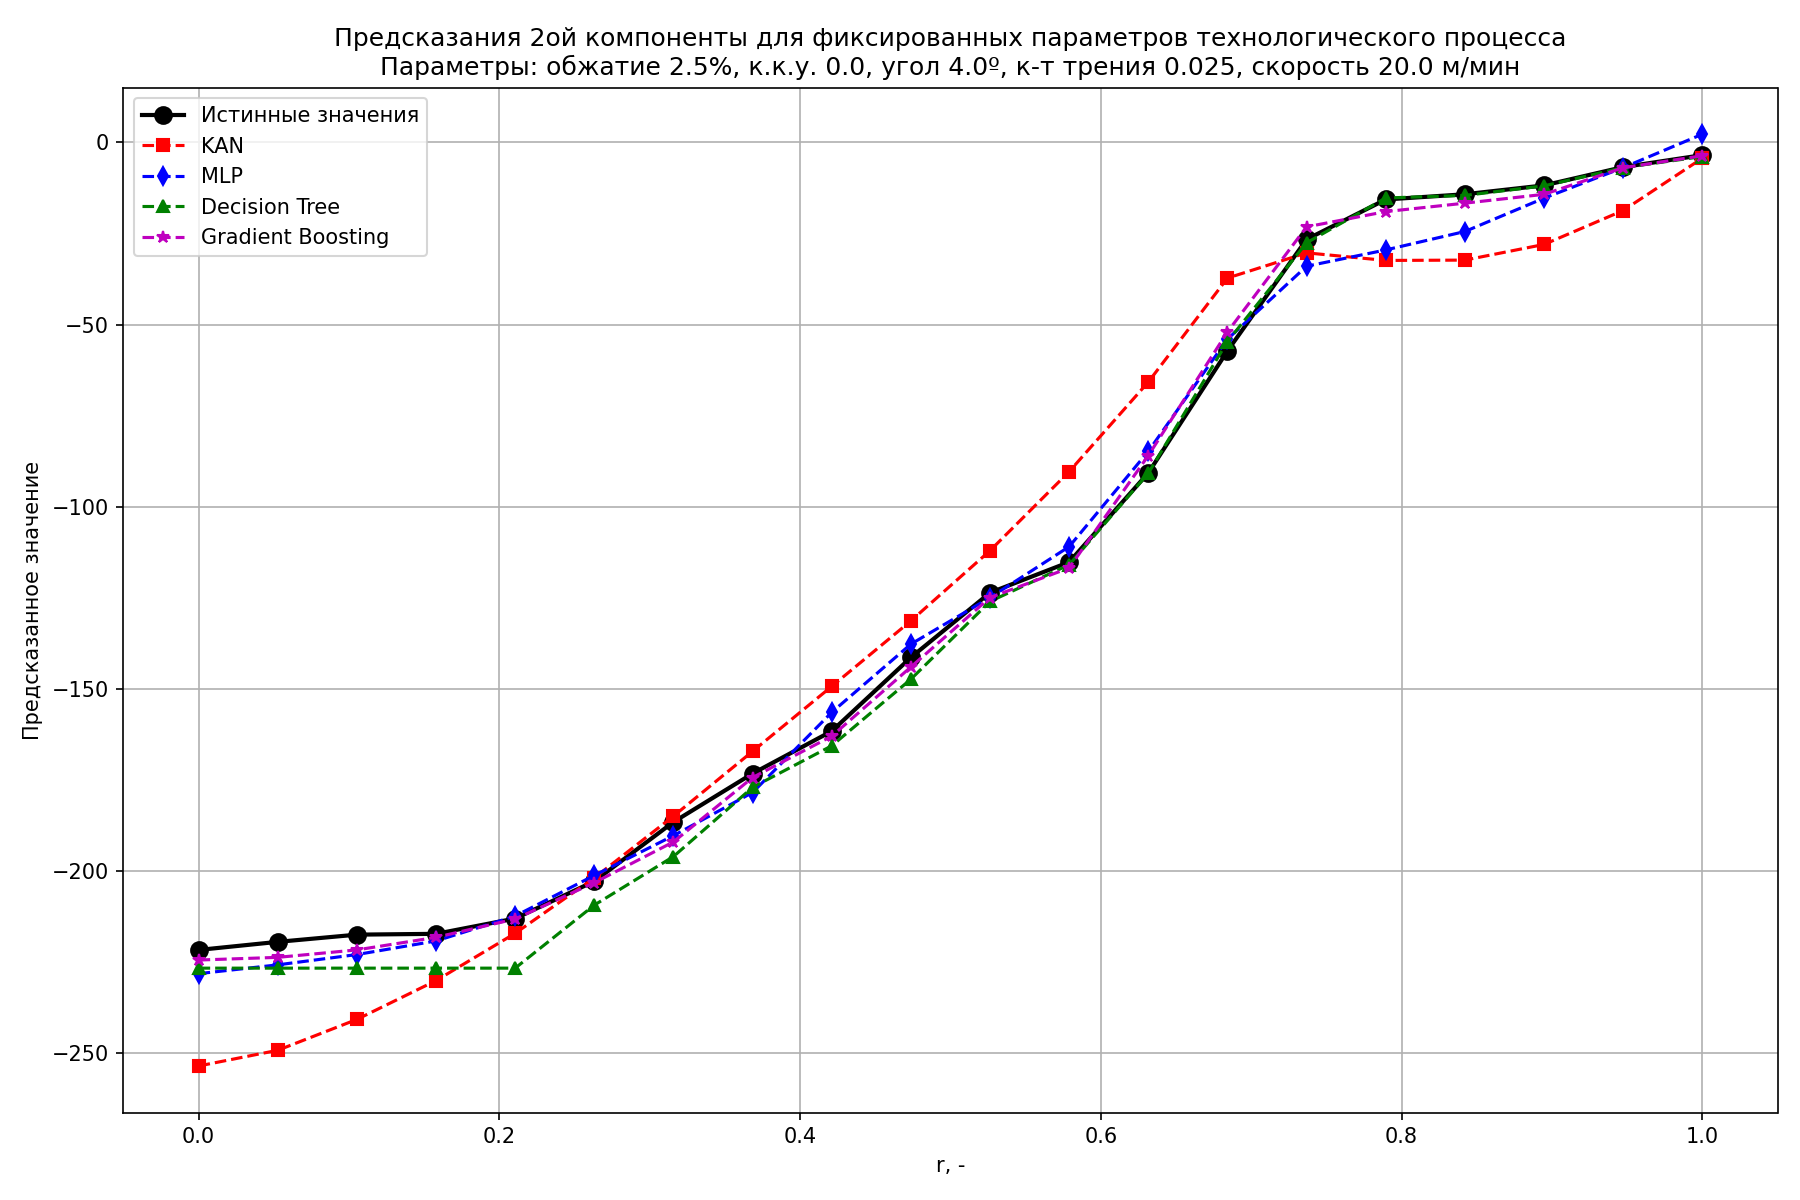 Предсказания 2ой компоненты для фиксированных параметров технологического процесса
Параметры: обжатие 2.5%, к.к.у. 0.0, угол 4.0º, к-т трения 0.025, скорость 20.0 м/мин
Истинные значения
KAN
MLP
Decision Tree
Gradient Boosting
Предсказанное значение
0
−50
−100
−150
−200
−250
0.0
0.2
0.4
0.6
0.8
1.0
r, -